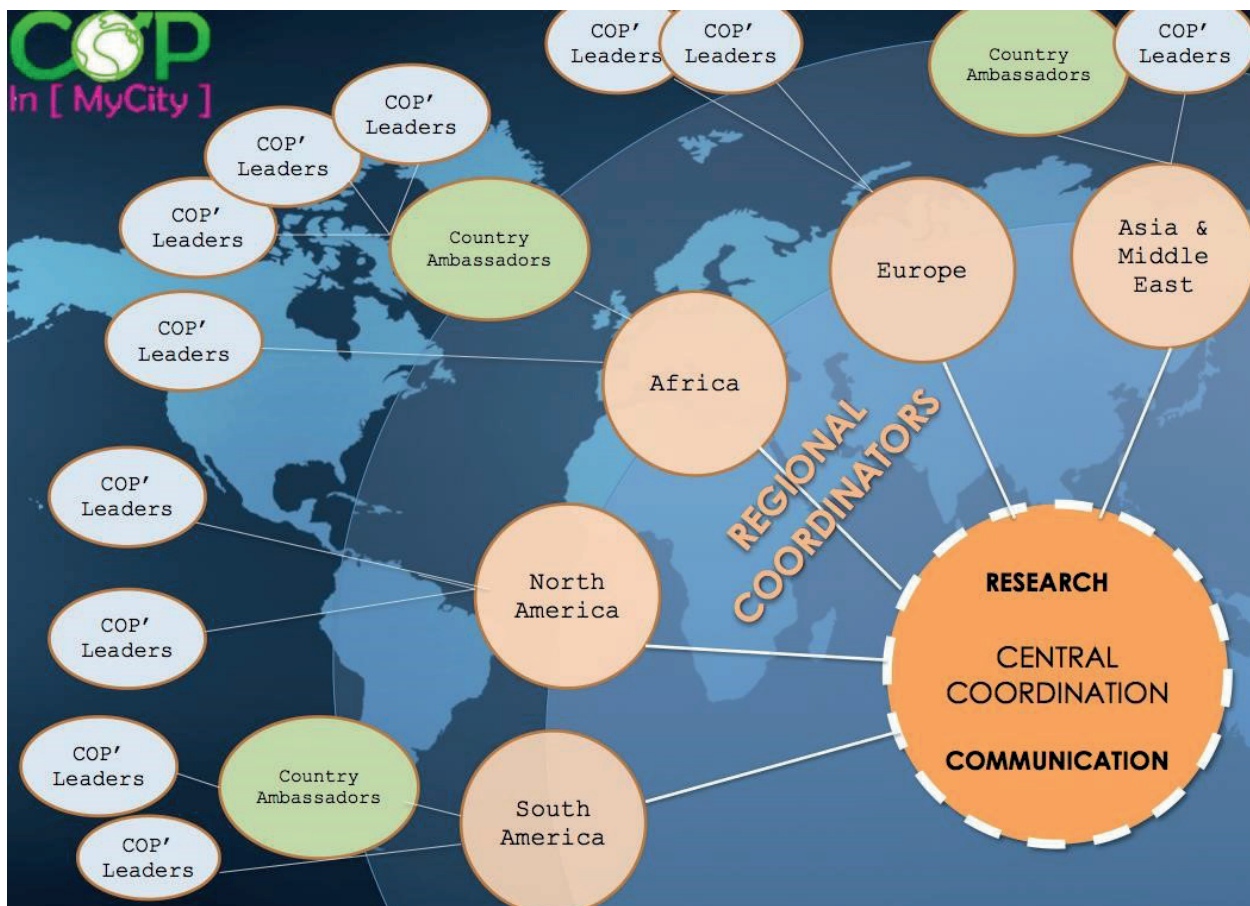 COP
In [ MyCity ]
COP'
Leaders
COP'
Leaders
Country
Ambassadors
COP'
Leaders
COP'
Leaders
COP'
Leaders
COP'
Leaders
Country
Ambassadors
COP'
Leaders
Europe
Asia &
Middle
East
Africa
REGIONAL
COORDINATORS
COP'
Leaders
COP'
Leaders
North
America
RESEARCH
CENTRAL
COORDINATION
COMMUNICATION
COP'
Leaders
Country
Ambassadors
COP'
Leaders
South
America